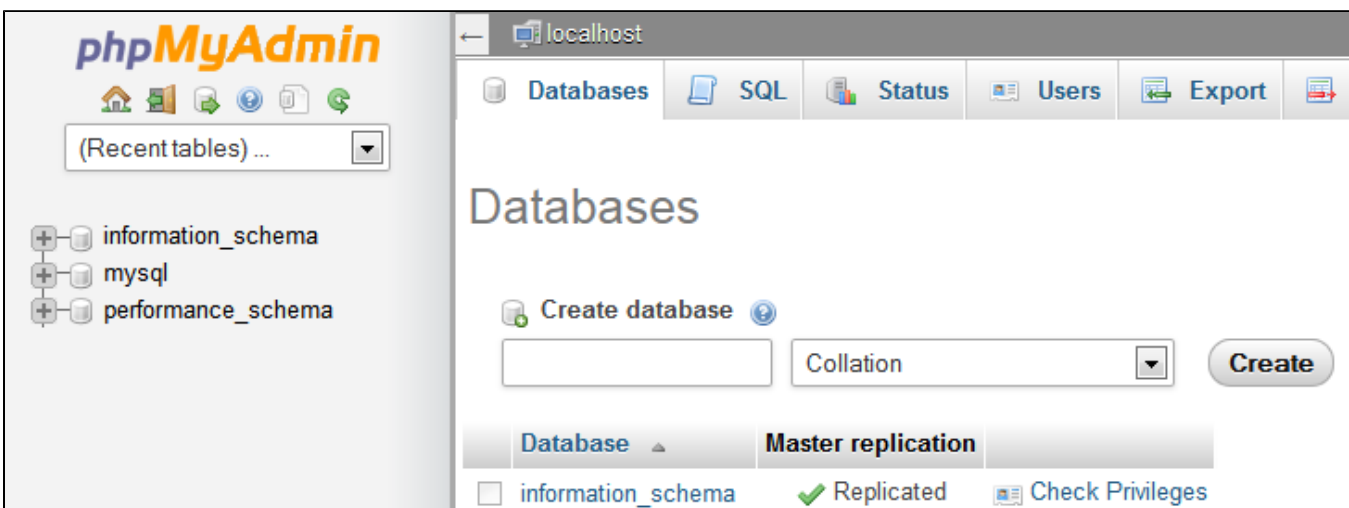 phpMyAdmin
(Recent tables) ...
information_schema
mysql
performance_schema
localhost
Databases SQL Status Users Export
Databases
Create database
Collation Create
Database Master replication
information_schema Replicated Check Privileges